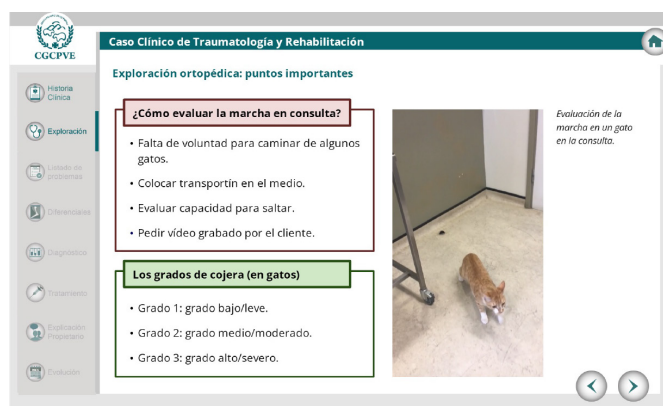 CGCPVE
Caso Clínico de Traumatología y Rehabilitación
Exploración ortopédica: puntos importantes
Historia
Clínica
Exploración
Listado de
problemas
Diferenciales
Diagnóstico
Tratamiento
Explicación
Propietario
Evolución
¿Cómo evaluar la marcha en consulta?
• Falta de voluntad para caminar de algunos
gatos.
• Colocar transportín en el medio.
• Evaluar capacidad para saltar.
• Pedir vídeo grabado por el cliente.
Los grados de cojera (en gatos)
• Grado 1: grado bajo/leve.
• Grado 2: grado medio/moderado.
• Grado 3: grado alto/severo.
Evaluación de la
marcha en un gato
en la consulta.